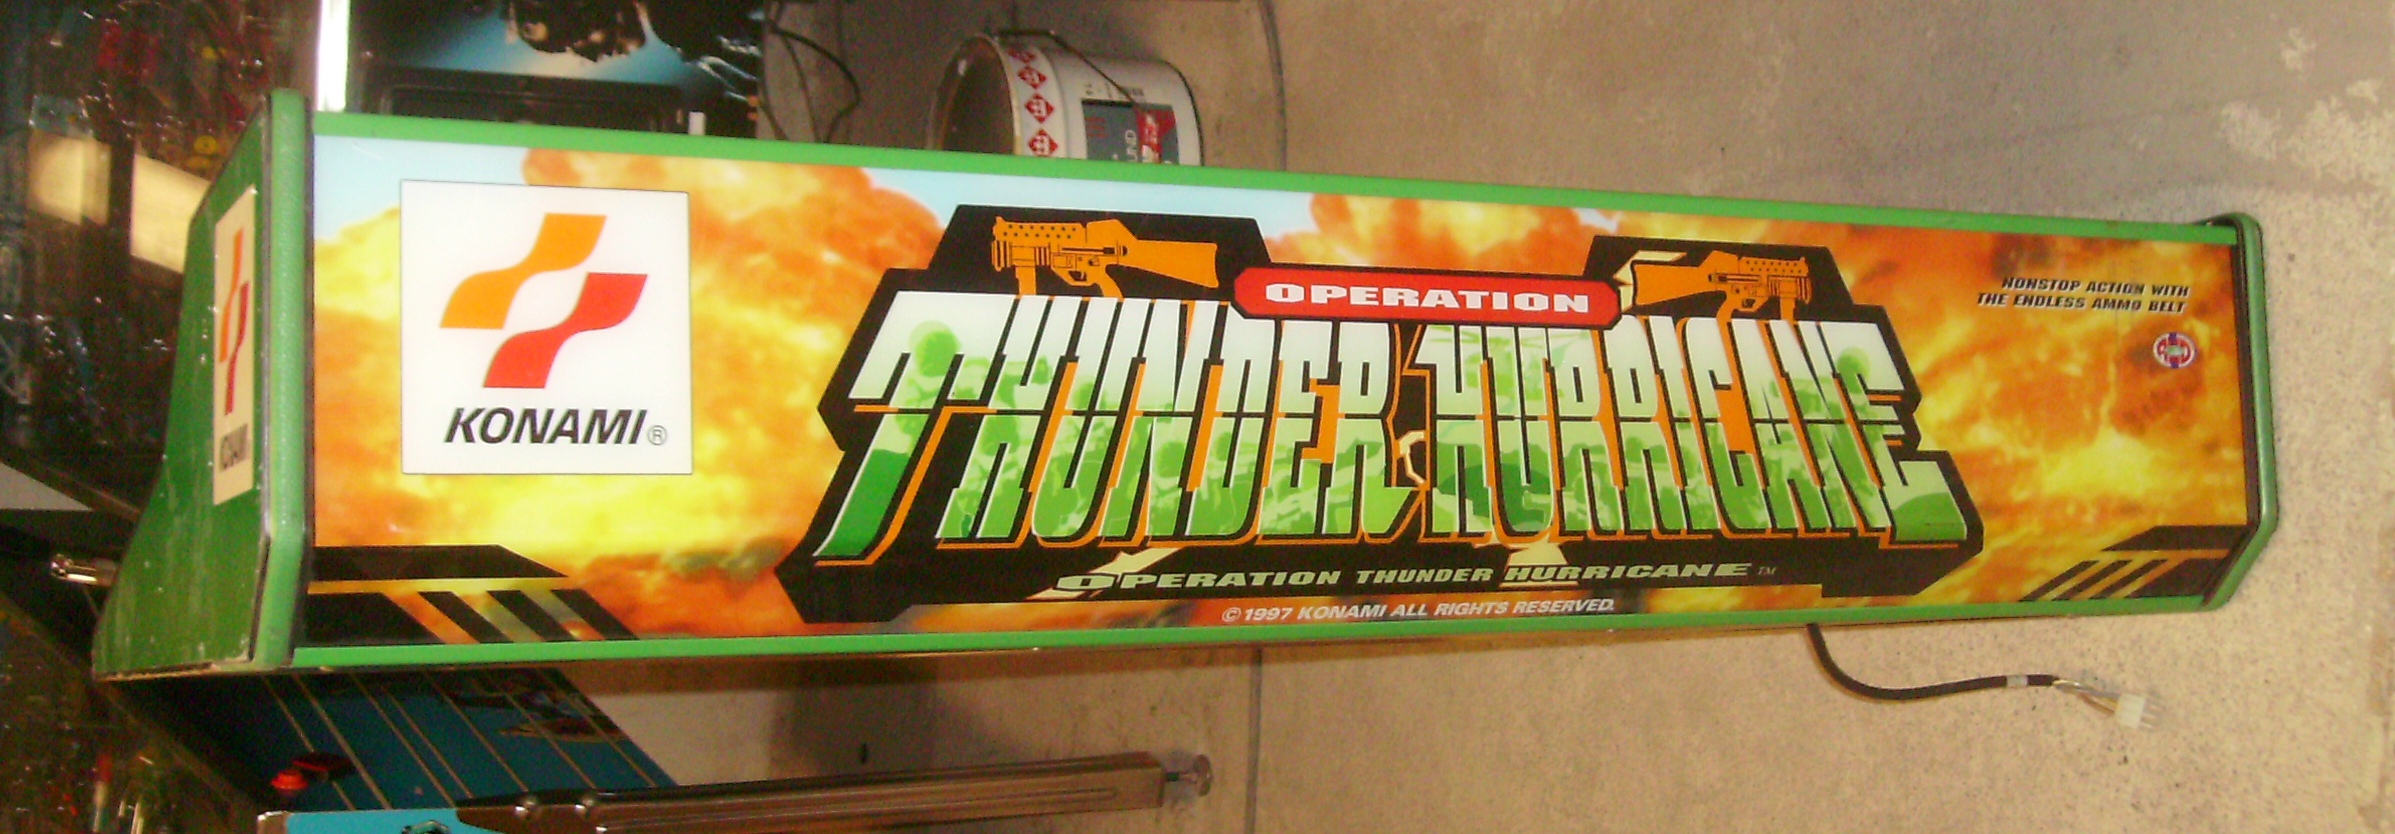 KONAMI®
OPERATION
THUNDER HURRICANE
OPERATION THUNDER HURRICANE™
©1997 KONAMI ALL RIGHTS RESERVED.
NONSTOP ACTION WITH
THE ENDLESS AMMO BELT
KONAMI